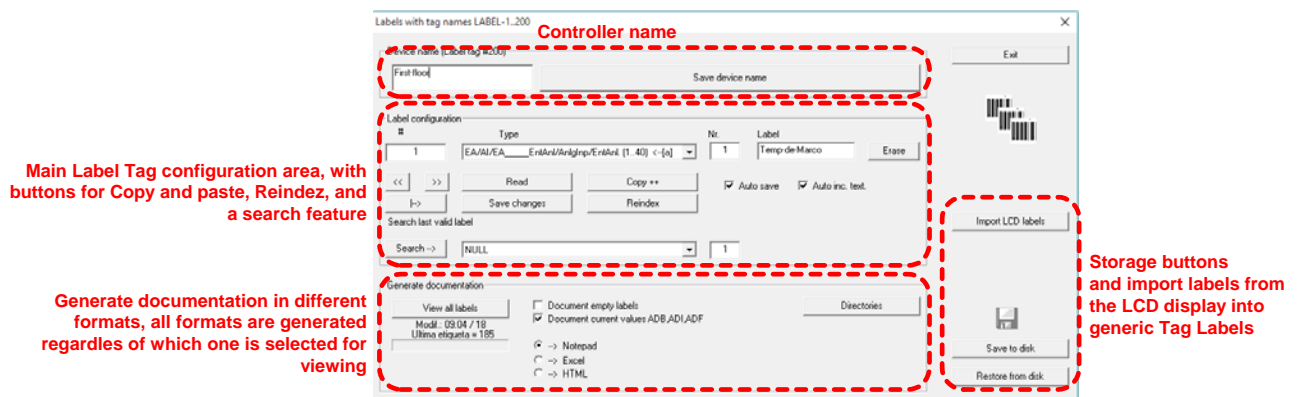 Labels with tag names LABEL-1..200
Controller name
Device name (Label tag #200)
Exit
First-floor
Save device name
Label configuration
#
Type
Nr.
Label
1
EA/AI/EA_____EntAnl/AnlgInp/EntAnl. (1..40) <--[a]
1
Temp-de-Marco
Erase
Main Label Tag configuration area, with
buttons for Copy and paste, Reindez, and
a search feature
<<
>>
Read
Copy ++
Auto save
Auto inc. text.
|->
Save changes
Reindex
Search last valid label
Import LCD labels
Search -->
NULL
1
Storage buttons
and import labels from
the LCD display into
generic Tag Labels
Generate documentation in different
formats, all formats are generated
regardles of which one is selected for
viewing
Generate documentation
View all labels
Document empty labels
Directories
Modif.: 09:04 / 18
Document current values ADB,ADI,ADF
Ultima etiqueta = 185
--> Notepad
--> Excel
--> HTML
Save to disk
Restore from disk